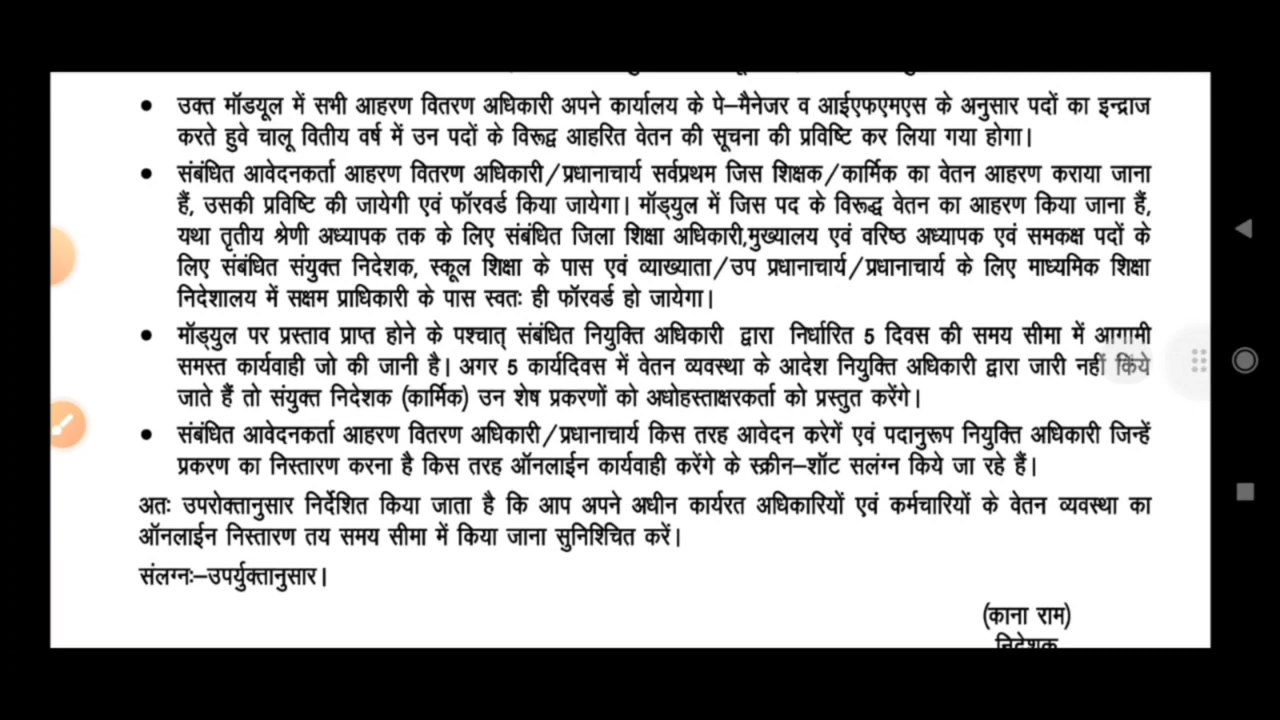 • उक्त मॉडयूल में सभी आहरण वितरण अधिकारी अपने कार्यालय के पे–मैनेजर व आईएफएमएस के अनुसार पदों का इन्द्राज
करते हुवे चालू वितीय वर्ष में उन पदों के विरूद्व आहरित वेतन की सूचना की प्रविष्टि कर लिया गया होगा।
• संबंधित आवेदनकर्ता आहरण वितरण अधिकारी/प्रधानाचार्य सर्वप्रथम जिस शिक्षक/कार्मिक का वेतन आहरण कराया जाना
हैं, उसकी प्रविष्टि की जायेगी एवं फॉरवर्ड किया जायेगा। मॉड्युल में जिस पद के विरूद्ध वेतन का आहरण किया जाना हैं,
यथा तृतीय श्रेणी अध्यापक तक के लिए संबंधित जिला शिक्षा अधिकारी,मुख्यालय एवं वरिष्ठ अध्यापक एवं समकक्ष पदों के
लिए संबंधित संयुक्त निदेशक, स्कूल शिक्षा के पास एवं व्याख्याता/उप प्रधानाचार्य/प्रधानाचार्य के लिए माध्यमिक शिक्षा
निदेशालय में सक्षम प्राधिकारी के पास स्वतः ही फॉरवर्ड हो जायेगा।
• मॉड्युल पर प्रस्ताव प्राप्त होने के पश्चात् संबंधित नियुक्ति अधिकारी द्वारा निर्धारित 5 दिवस की समय सीमा में आगामी
समस्त कार्यवाही जो की जानी है। अगर 5 कार्यदिवस में वेतन व्यवस्था के आदेश नियुक्ति अधिकारी द्वारा जारी नहीं किये
जाते हैं तो संयुक्त निदेशक (कार्मिक) उन शेष प्रकरणों को अधोहस्ताक्षरकर्ता को प्रस्तुत करेंगे।
• संबंधित आवेदनकर्ता आहरण वितरण अधिकारी/प्रधानाचार्य किस तरह आवेदन करेगें एवं पदानुरूप नियुक्ति अधिकारी जिन्हें
प्रकरण का निस्तारण करना है किस तरह ऑनलाईन कार्यवाही करेंगे के स्क्रीन–शॉट सलंग्न किये जा रहे हैं।
अतः उपरोक्तानुसार निर्देशित किया जाता है कि आप अपने अधीन कार्यरत अधिकारियों एवं कर्मचारियों के वेतन व्यवस्था का
ऑनलाईन निस्तारण तय समय सीमा में किया जाना सुनिश्चित करें।
संलग्नः–उपर्युक्तानुसार।
(काना राम)
निदेशक